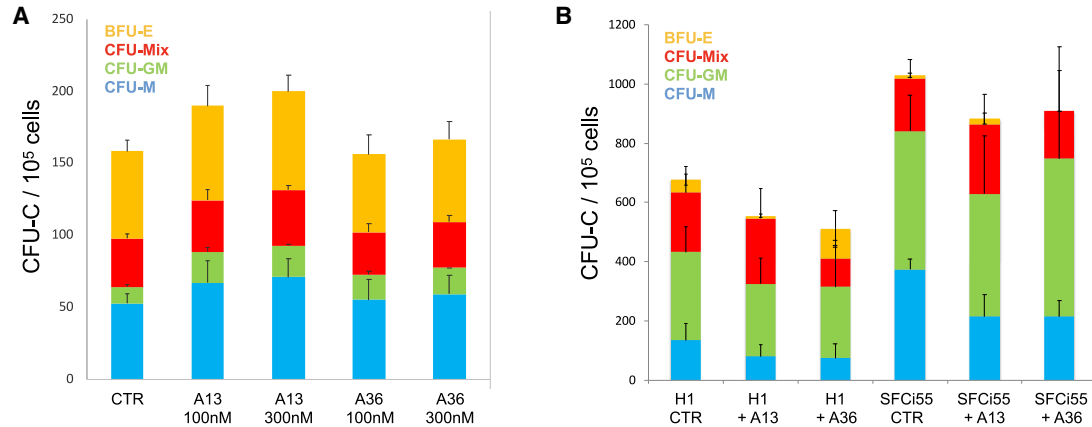 A
CFU-C / 10⁵ cells
250
200
150
100
50
0
BFU-E
CFU-Mix
CFU-GM
CFU-M
CTR
A13
100nM
A13
300nM
A36
100nM
A36
300nM
B
CFU-C / 10⁵ cells
1200
1000
800
600
400
200
0
BFU-E
CFU-Mix
CFU-GM
CFU-M
H1
CTR
H1
+ A13
H1
+ A36
SFCi55
CTR
SFCi55
+ A13
SFCi55
+ A36